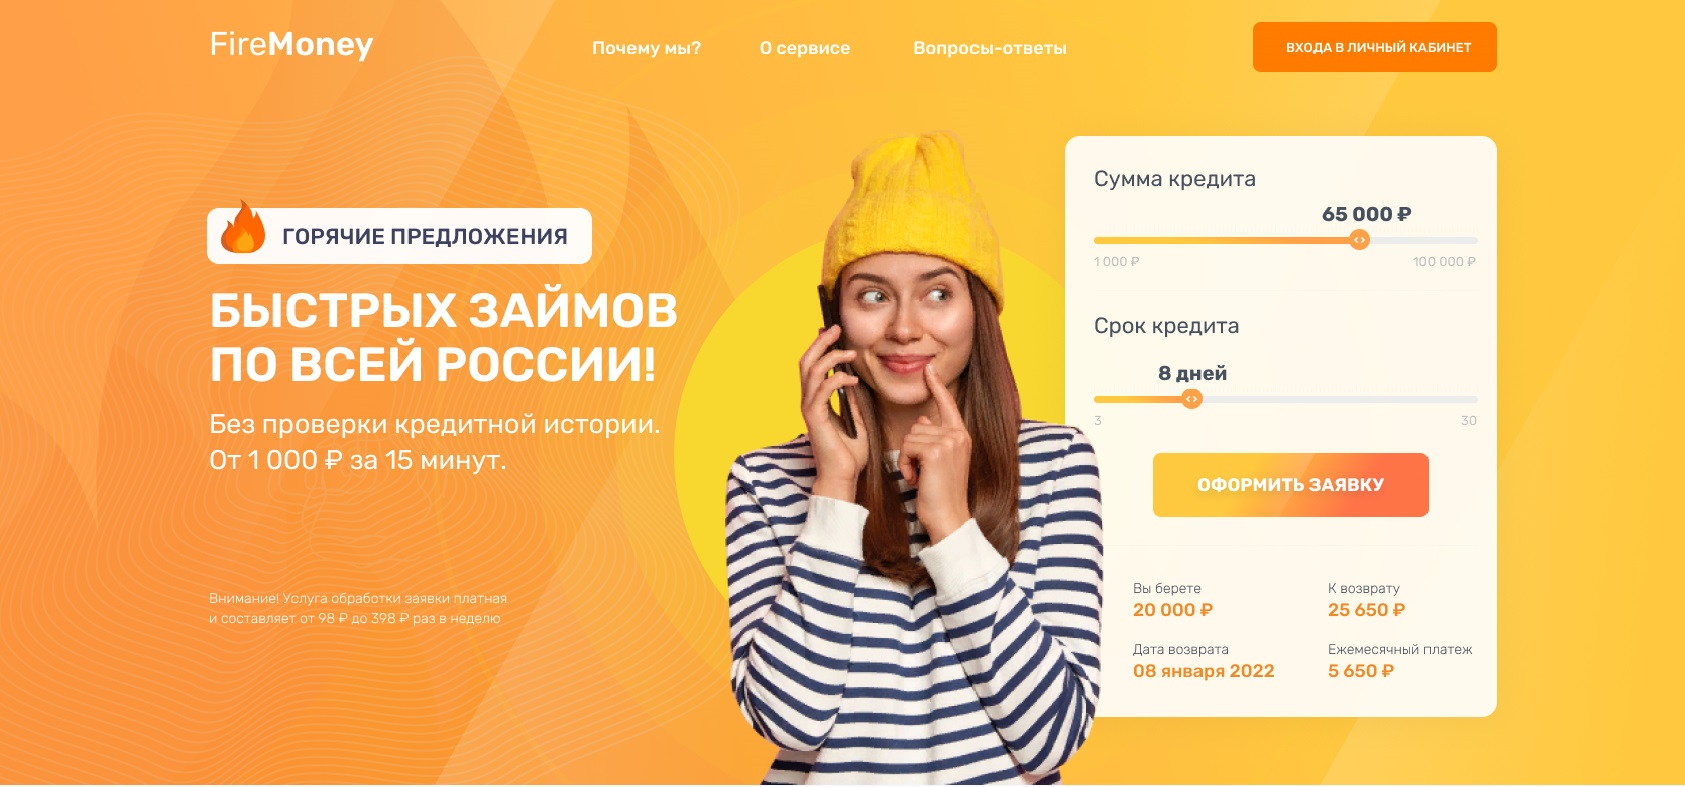 FireMoney
Почему мы?
О сервисе
Вопросы-ответы
ВХОДА В ЛИЧНЫЙ КАБИНЕТ
ГОРЯЧИЕ ПРЕДЛОЖЕНИЯ
БЫСТРЫХ ЗАЙМОВ
ПО ВСЕЙ РОССИИ!
Без проверки кредитной истории.
От 1 000 ₽ за 15 минут.
Внимание! Услуга обработки заявки платная
и составляет от 98 ₽ до 398 ₽ раз в неделю
Сумма кредита
65 000 ₽
1 000 ₽
100 000 ₽
Срок кредита
8 дней
3
30
ОФОРМИТЬ ЗАЯВКУ
Вы берете
20 000 ₽
К возврату
25 650 ₽
Дата возврата
08 января 2022
Ежемесячный платеж
5 650 ₽